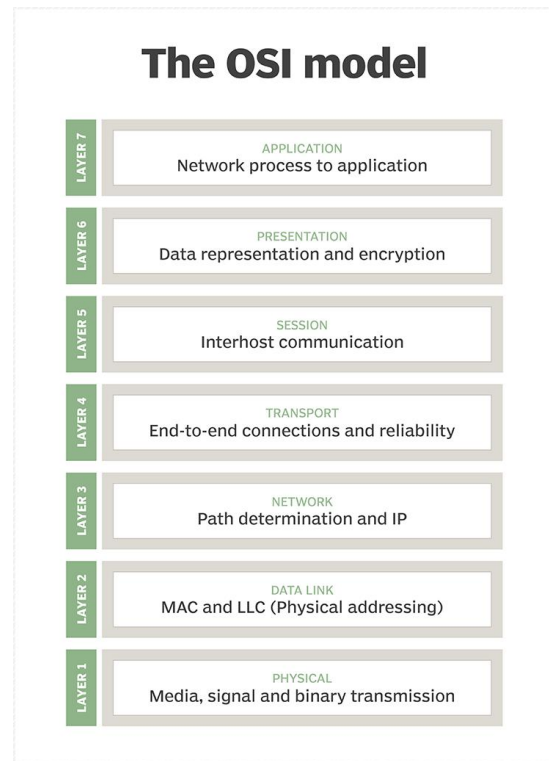 The OSI model
LAYER 7
APPLICATION
Network process to application
LAYER 6
PRESENTATION
Data representation and encryption
LAYER 5
SESSION
Interhost communication
LAYER 4
TRANSPORT
End-to-end connections and reliability
LAYER 3
NETWORK
Path determination and IP
LAYER 2
DATA LINK
MAC and LLC (Physical addressing)
LAYER 1
PHYSICAL
Media, signal and binary transmission